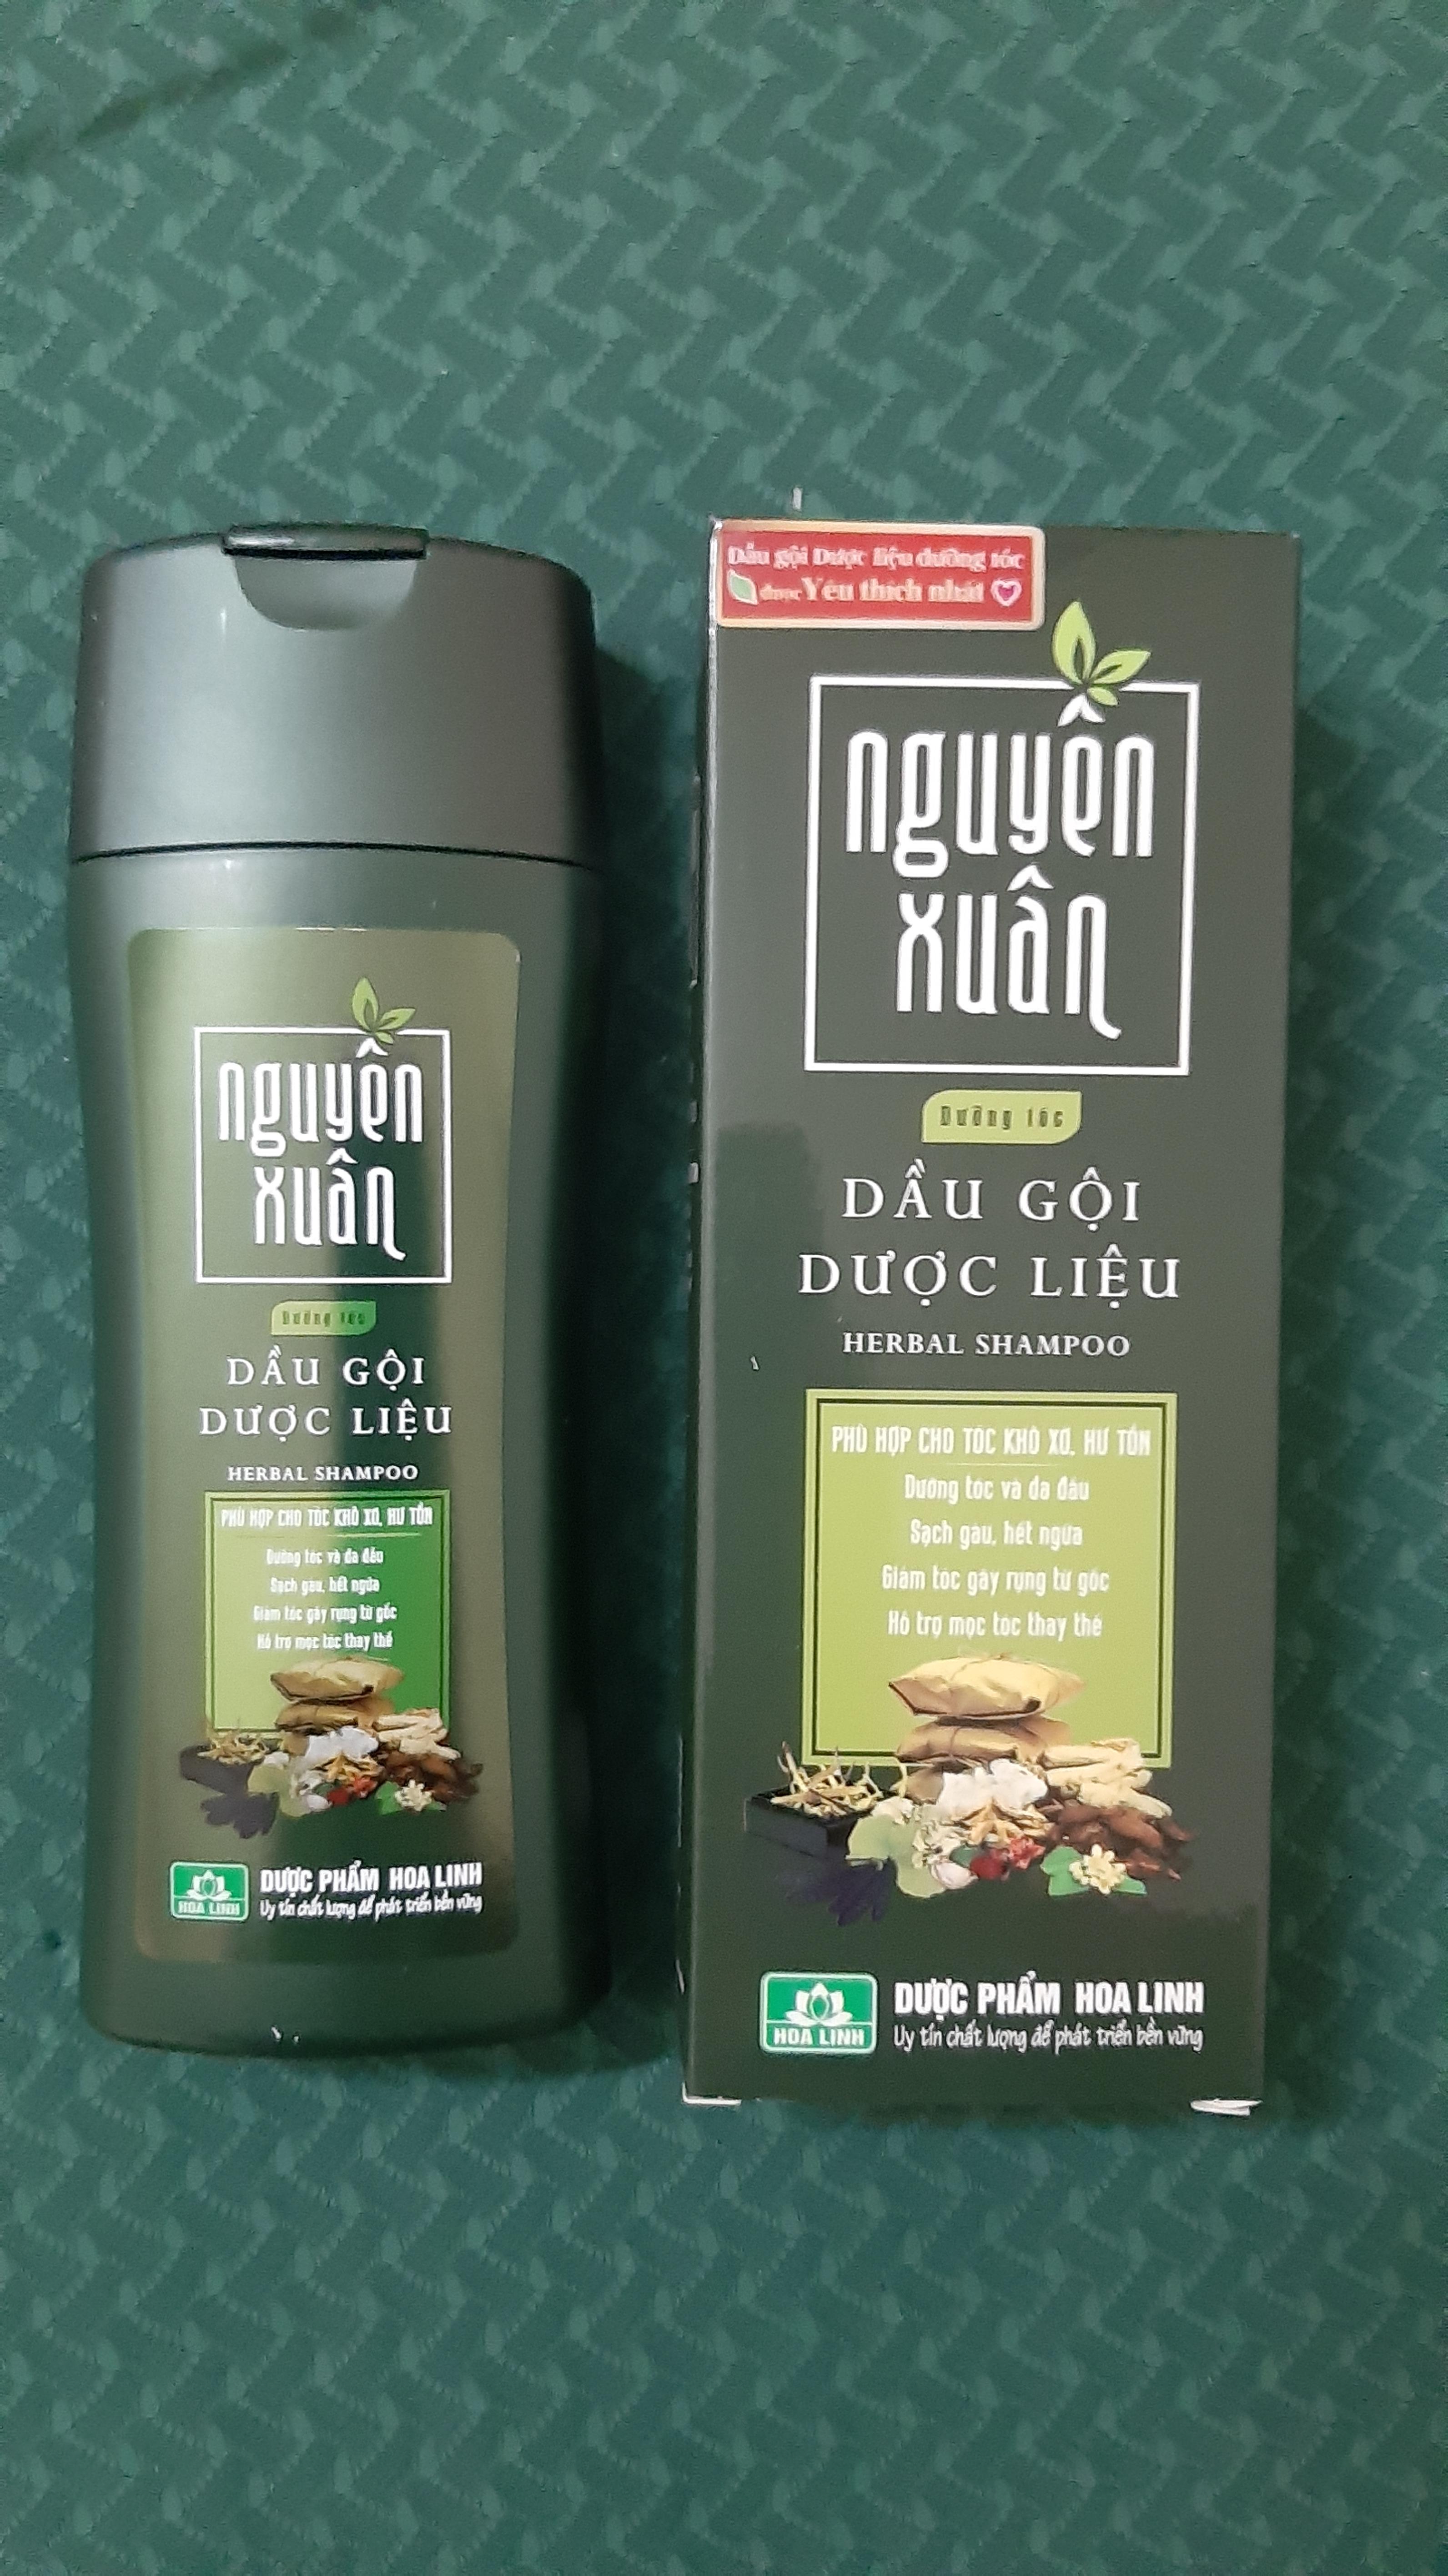 nguyên
xuân
Dưỡng tóc
DẦU GỘI
DƯỢC LIỆU
HERBAL SHAMPOO
PHÙ HỢP CHO TÓC KHÔ XƠ, HƯ TỔN
Dưỡng tóc và da đầu
Sạch gàu, hết ngứa
Giảm tóc gãy rụng từ gốc
Hỗ trợ mọc tóc thay thế
HOA LINH
DƯỢC PHẨM HOA LINH
Uy tín chất lượng để phát triển bền vững
Dầu gội Dược liệu dưỡng tóc
được Yêu thích nhất
nguyên
xuân
Dưỡng tóc
DẦU GỘI
DƯỢC LIỆU
HERBAL SHAMPOO
PHÙ HỢP CHO TÓC KHÔ XƠ, HƯ TỔN
Dưỡng tóc và da đầu
Sạch gàu, hết ngứa
Giảm tóc gãy rụng từ gốc
Hỗ trợ mọc tóc thay thế
HOA LINH
DƯỢC PHẨM HOA LINH
Uy tín chất lượng để phát triển bền vững